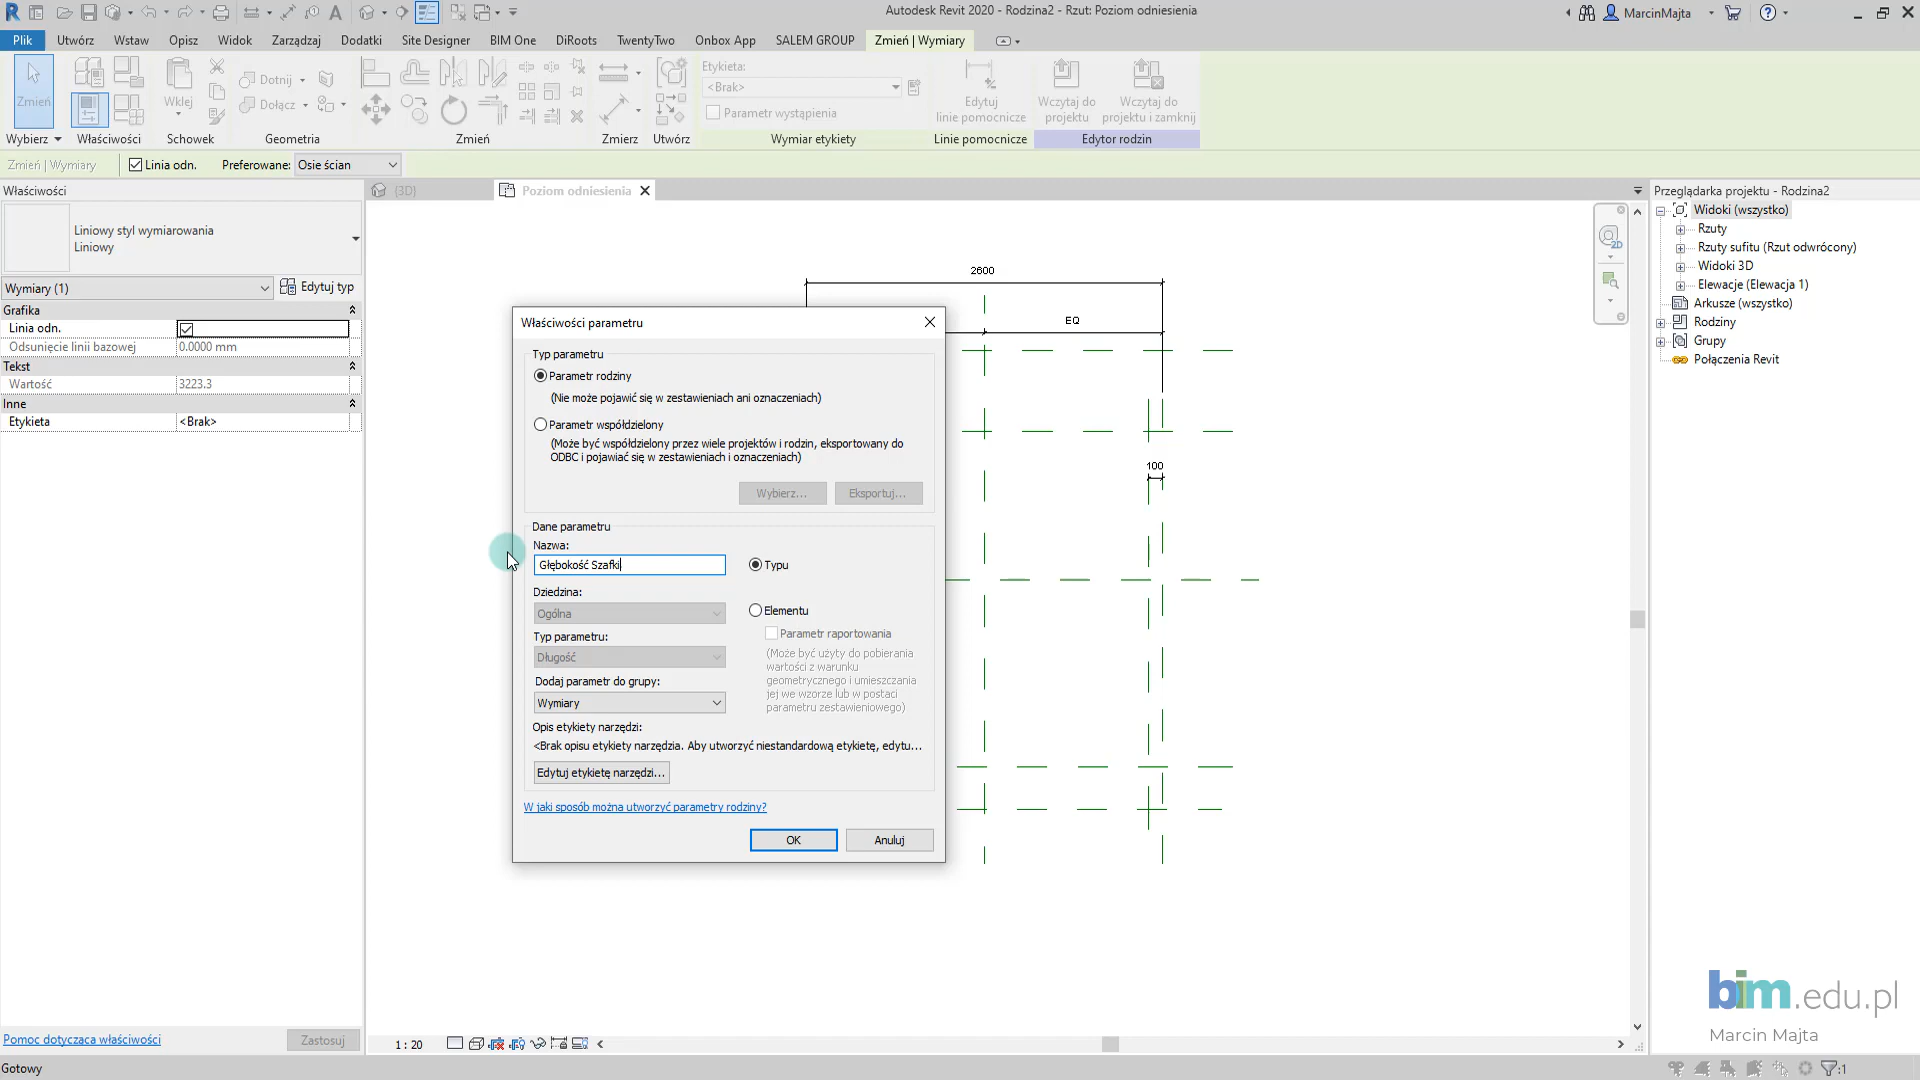 Autodesk Revit 2020 - Rodzina2 - Rzut: Poziom odniesienia
MarcinMajta
Plik
Utwórz
Wstaw
Opisz
Widok
Zarządzaj
Dodatki
Site Designer
BIM One
DiRoots
TwentyTwo
Onbox App
SALEM GROUP
Zmień | Wymiary
Zmień
Wklej
Dotnij
Dołącz
Etykieta:
<Brak>
Parametr wystąpienia
Edytuj
linie pomocnicze
Wczytaj do
projektu
Wczytaj do
projektu i zamknij
Wybierz
Właściwości
Schowek
Geometria
Zmień
Zmierz
Utwórz
Wymiar etykiety
Linie pomocnicze
Edytor rodzin
Zmień | Wymiary
Linia odn.
Preferowane:
Osie ścian
Właściwości
Liniowy styl wymiarowania
Liniowy
Wymiary (1)
Edytuj typ
Grafika
Linia odn.
Odsunięcie linii bazowej
0.0000 mm
Tekst
Wartość
3223.3
Inne
Etykieta
<Brak>
Pomoc dotycząca właściwości
Zastosuj
Gotowy
{3D}
Poziom odniesienia
2D
2600
EQ
100
Właściwości parametru
Typ parametru
Parametr rodziny
(Nie może pojawić się w zestawieniach ani oznaczeniach)
Parametr współdzielony
(Może być współdzielony przez wiele projektów i rodzin, eksportowany do
ODBC i pojawiać się w zestawieniach i oznaczeniach)
Wybierz...
Eksportuj...
Dane parametru
Nazwa:
Głębokość Szafki
Typu
Dziedzina:
Ogólna
Elementu
Parametr raportowania
(Może być użyty do pobierania
wartości z warunku
geometrycznego i umieszczania
jej we wzorze lub w postaci
parametru zestawieniowego)
Typ parametru:
Długość
Dodaj parametr do grupy:
Wymiary
Opis etykiety narzędzi:
<Brak opisu etykiety narzędzia. Aby utworzyć niestandardową etykietę, edytu...
Edytuj etykietę narzędzi...
W jaki sposób można utworzyć parametry rodziny?
OK
Anuluj
1 : 20
Przeglądarka projektu - Rodzina2
Widoki (wszystko)
Rzuty
Rzuty sufitu (Rzut odwrócony)
Widoki 3D
Elewacje (Elewacja 1)
Arkusze (wszystko)
Rodziny
Grupy
Połączenia Revit
bim.edu.pl
Marcin Majta
:1